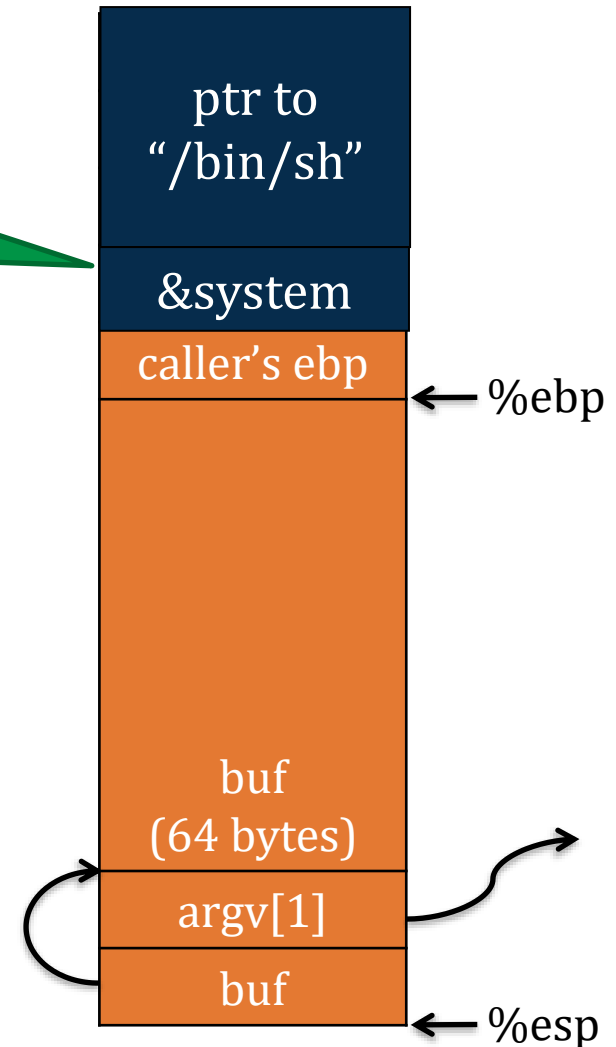 ptr to
“/bin/sh”
&system
caller’s ebp
%ebp
buf
(64 bytes)
argv[1]
buf
%esp